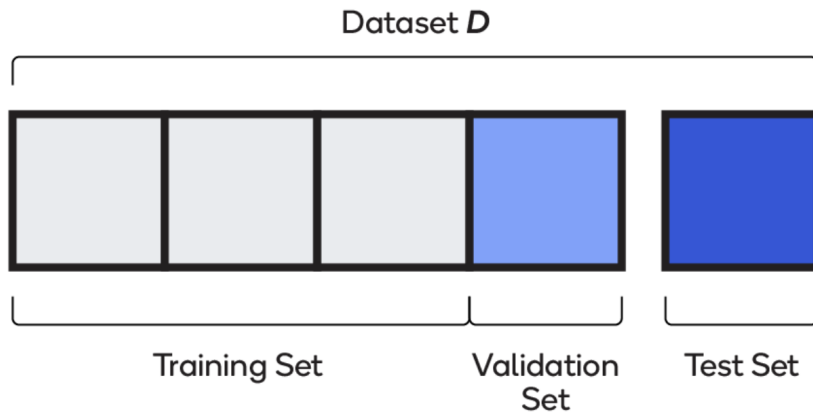 Dataset D
Training Set
Validation
Set
Test Set